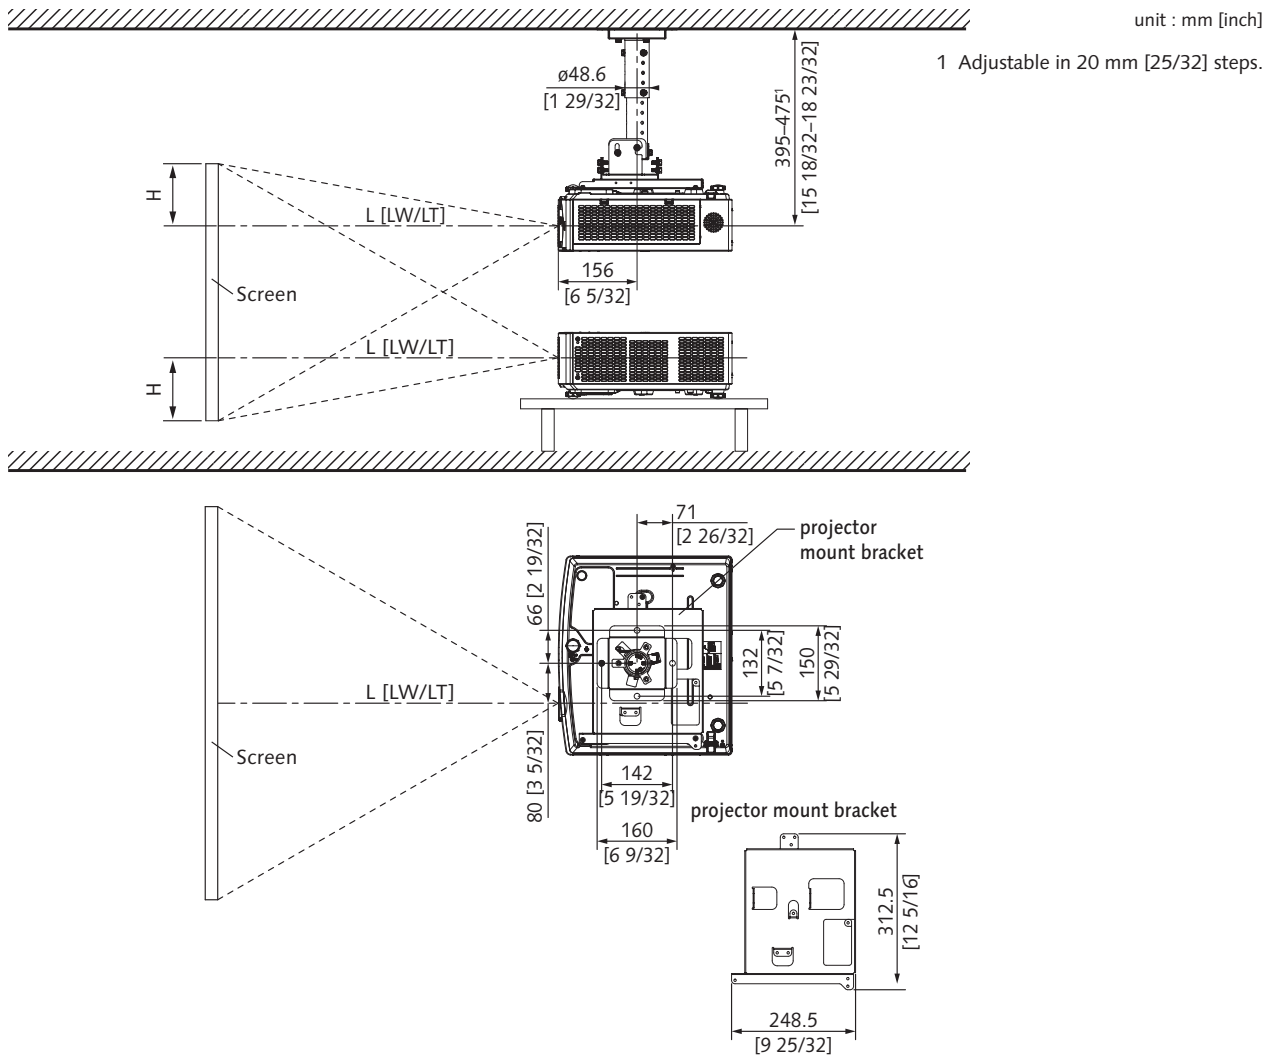 unit : mm [inch]
1 Adjustable in 20 mm [25/32] steps.
ø48.6
[1 29/32]
395–475¹
[15 18/32–18 23/32]
H
L [LW/LT]
156
[6 5/32]
Screen
L [LW/LT]
H
71
[2 26/32]
projector
mount bracket
66 [2 19/32]
132
[5 7/32]
150
[5 29/32]
L [LW/LT]
Screen
80 [3 5/32]
142
[5 19/32]
160
[6 9/32]
projector mount bracket
312.5
[12 5/16]
248.5
[9 25/32]